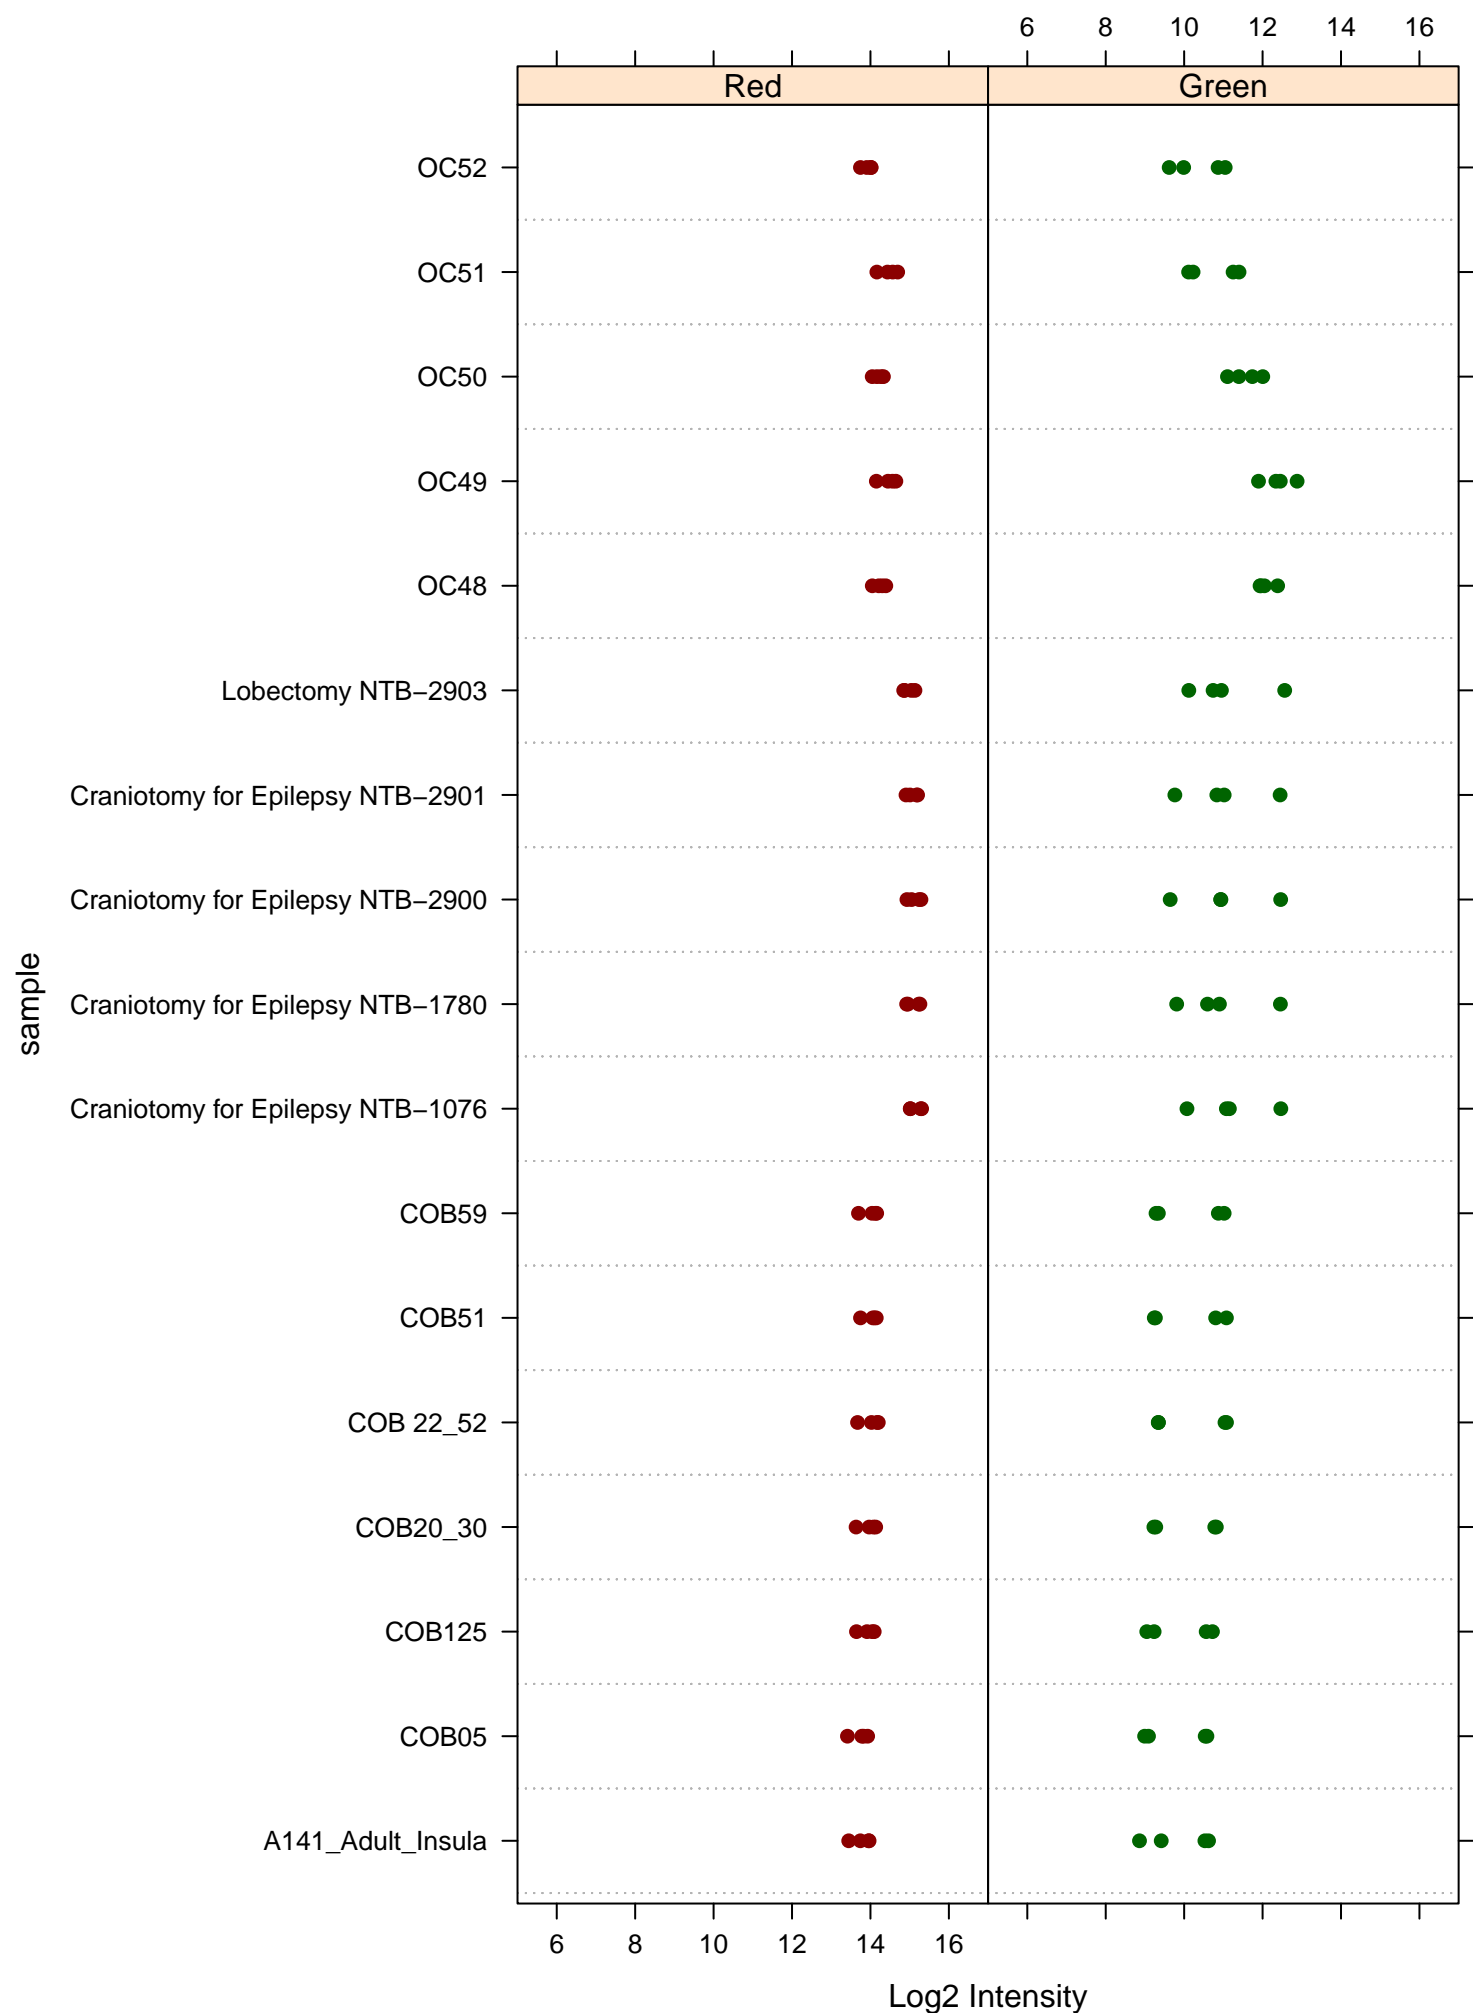 6 8 10 12 14 16
Red Green
OC52
OC51
OC50
OC49
OC48
Lobectomy NTB−2903
Craniotomy for Epilepsy NTB−2901
Craniotomy for Epilepsy NTB−2900
Craniotomy for Epilepsy NTB−1780
Craniotomy for Epilepsy NTB−1076
COB59
COB51
COB 22_52
COB20_30
COB125
COB05
A141_Adult_Insula
sample
6 8 10 12 14 16
Log2 Intensity